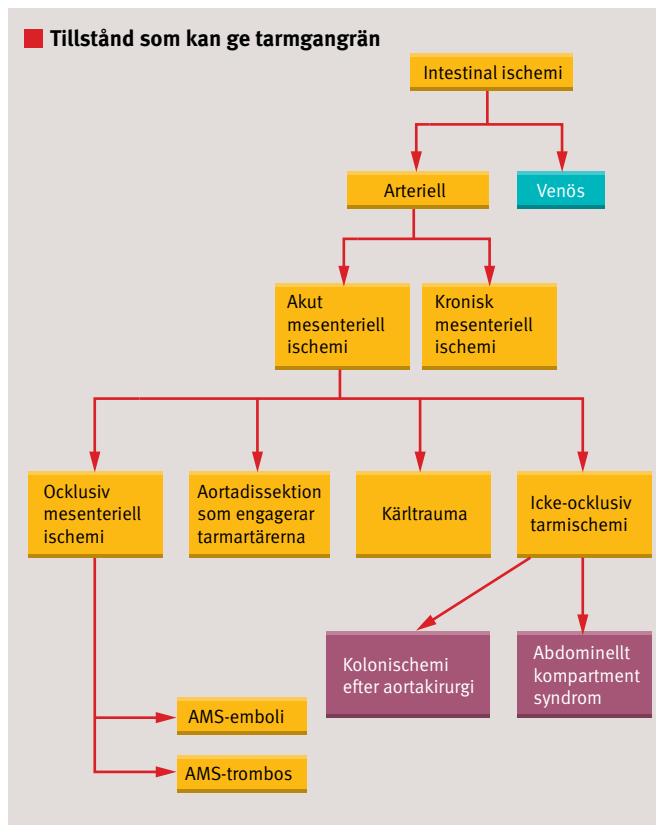 Tillstånd som kan ge tarmgangrän
Intestinal ischemi
Arteriell
Venös
Akut
mesenteriell
ischemi
Kronisk
mesenteriell
ischemi
Ocklusiv
mesenteriell
ischemi
Aortadissektion
som engagerar
tarmartärerna
Kärltrauma
Icke-ocklusiv
tarmischemi
Kolonischemi
efter aortakirurgi
Abdominellt
kompartment
syndrom
AMS-emboli
AMS-trombos